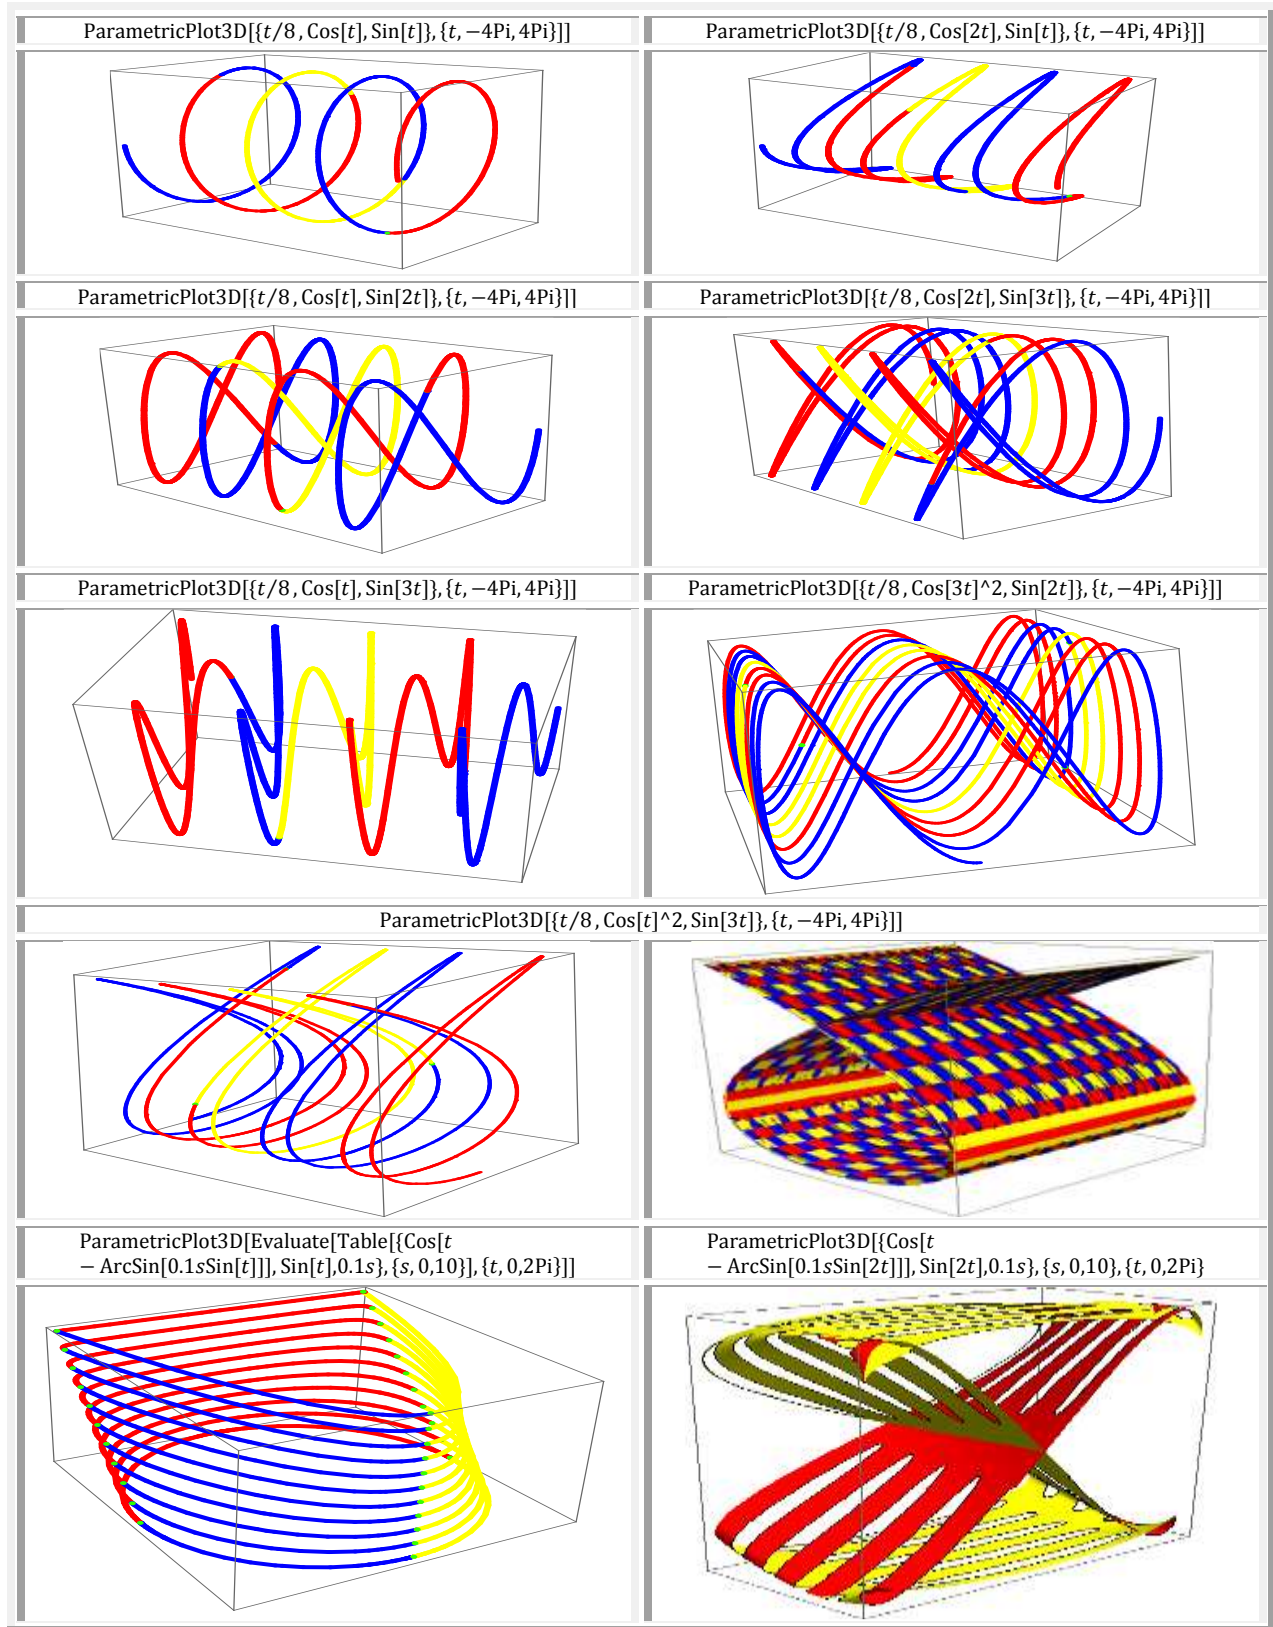 ParametricPlot3D[{t/8, Cos[t], Sin[t]}, {t, −4Pi, 4Pi}]]
ParametricPlot3D[{t/8, Cos[2t], Sin[t]}, {t, −4Pi, 4Pi}]]
ParametricPlot3D[{t/8, Cos[t], Sin[2t]}, {t, −4Pi, 4Pi}]]
ParametricPlot3D[{t/8, Cos[2t], Sin[3t]}, {t, −4Pi, 4Pi}]]
ParametricPlot3D[{t/8, Cos[t], Sin[3t]}, {t, −4Pi, 4Pi}]]
ParametricPlot3D[{t/8, Cos[3t]^2, Sin[2t]}, {t, −4Pi, 4Pi}]]
ParametricPlot3D[{t/8, Cos[t]^2, Sin[3t]}, {t, −4Pi, 4Pi}]]
ParametricPlot3D[Evaluate[Table[{Cos[t
− ArcSin[0.1sSin[t]]], Sin[t],0.1s}, {s, 0,10}], {t, 0,2Pi}]]
ParametricPlot3D[{Cos[t
− ArcSin[0.1sSin[2t]]], Sin[2t],0.1s}, {s, 0,10}, {t, 0,2Pi}